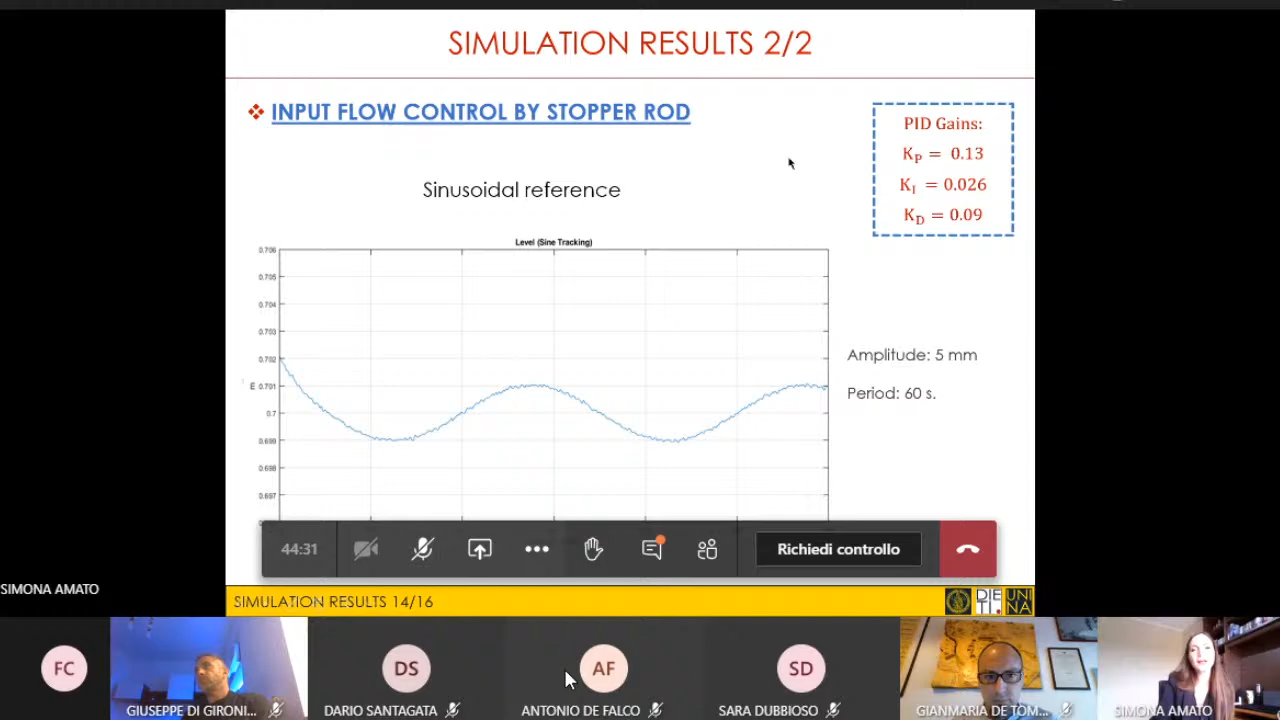 SIMULATION RESULTS 2/2
INPUT FLOW CONTROL BY STOPPER ROD
PID Gains:
K_P = 0.13
K_I = 0.026
K_D = 0.09
Sinusoidal reference
Level (Sine Tracking)
0.706
0.705
0.704
0.703
0.702
0.701
0.7
0.699
0.698
0.697
m
Amplitude: 5 mm
Period: 60 s.
44:31
Richiedi controllo
SIMONA AMATO
SIMULATION RESULTS 14/16
DIE
TI.
UNI
NA
FC
DS
AF
SD
GIUSEPPE DI GIRONI...
DARIO SANTAGATA
ANTONIO DE FALCO
SARA DUBBIOSO
GIANMARIA DE TOM...
SIMONA AMATO